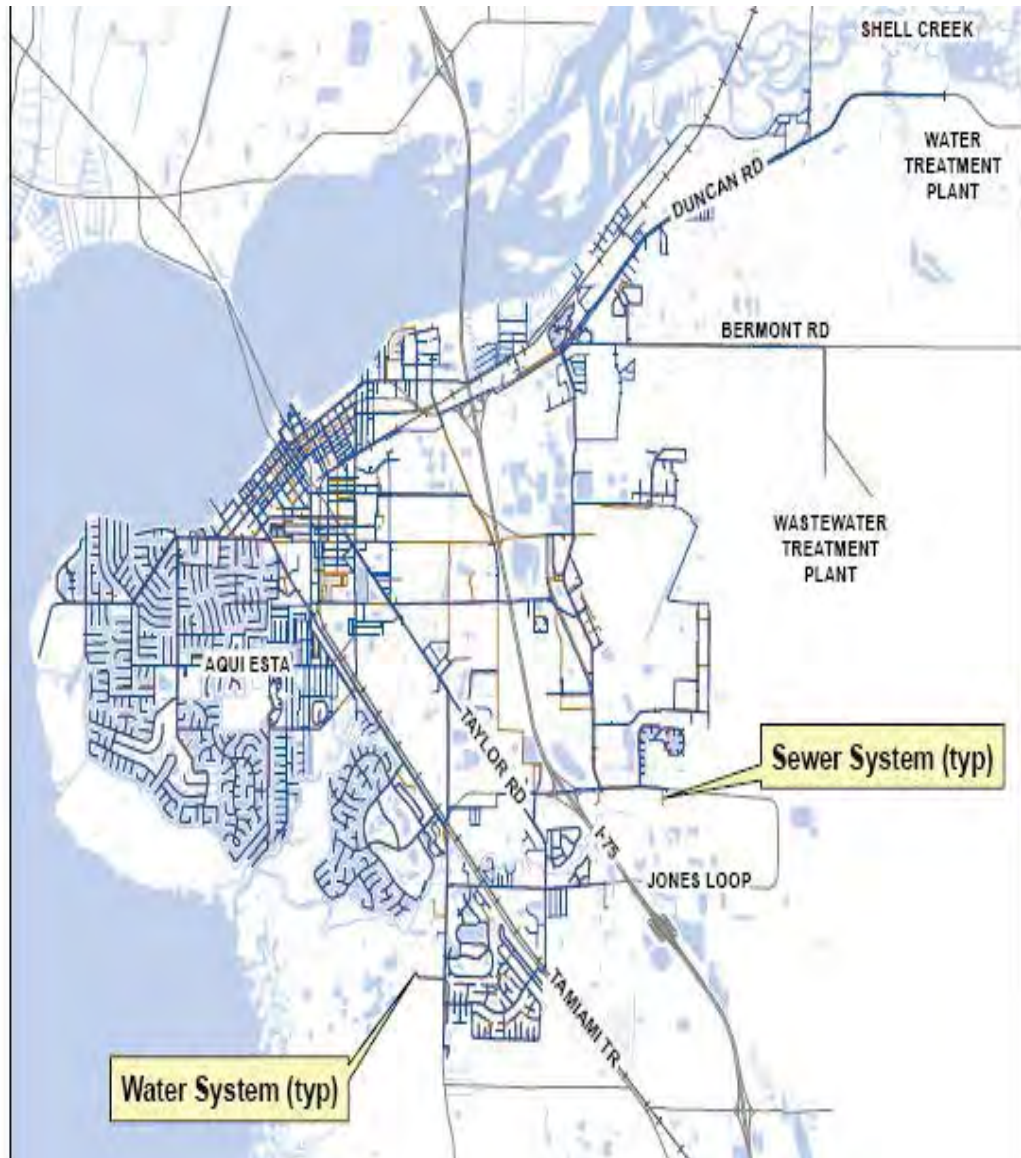 SHELL CREEK
WATER
TREATMENT
PLANT
DUNCAN RD
BERMONT RD
WASTEWATER
TREATMENT
PLANT
AQUI ESTA
TAYLOR RD
Sewer System (typ)
I-75
JONES LOOP
TAMIAMI TR
Water System (typ)